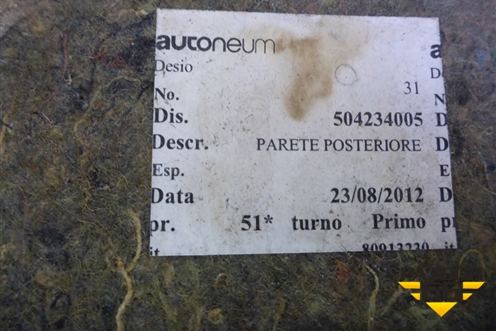 autoneum
Desio
No. 31
Dis. 504234005
Descr. PARETE POSTERIORE
Esp.
Data 23/08/2012
pr. 51* turno Primo